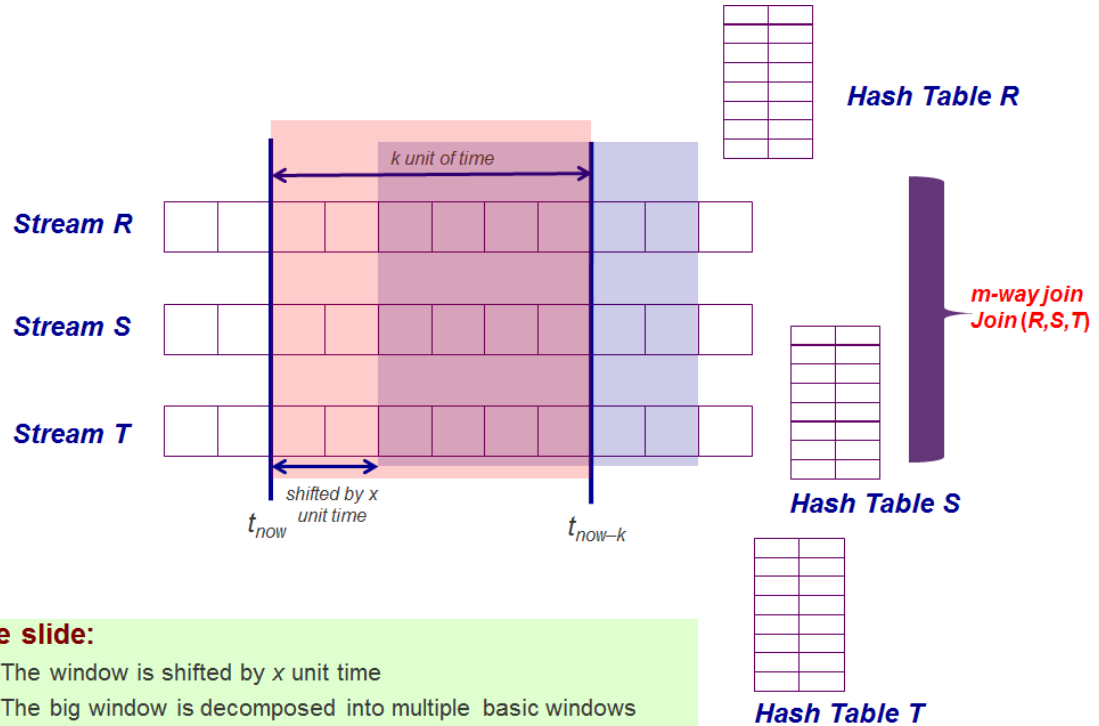 Hash Table R
k unit of time
Stream R
Stream S
Stream T
m-way join
Join (R,S,T)
shifted by x
unit time
t_now
t_now–k
Hash Table S
e slide:
The window is shifted by x unit time
The big window is decomposed into multiple basic windows
Hash Table T